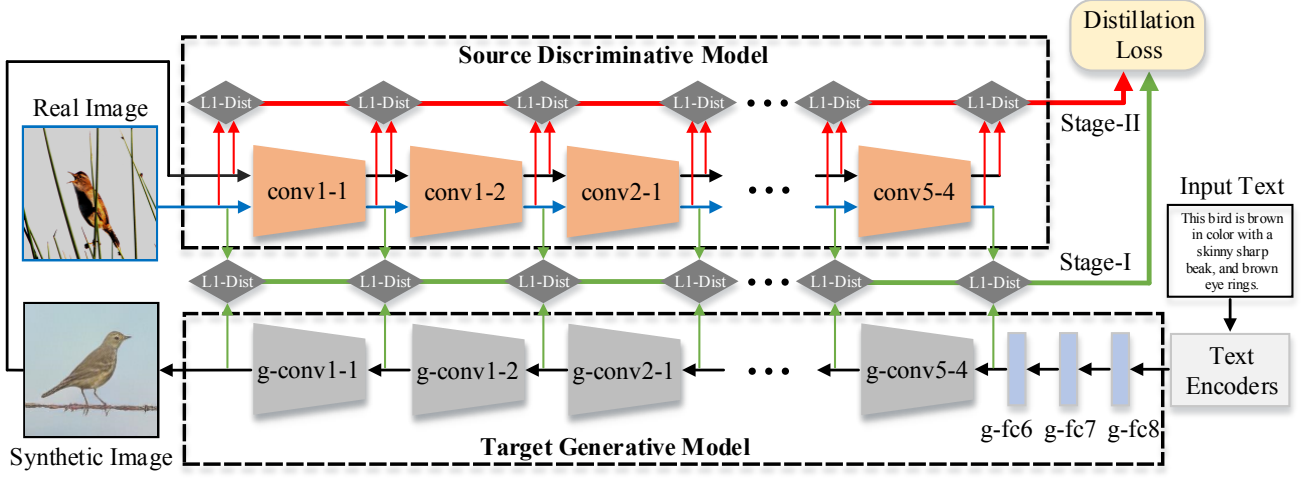 Distillation
Loss
Source Discriminative Model
L1-Dist L1-Dist L1-Dist L1-Dist ••• L1-Dist L1-Dist
Real Image
Stage-II
conv1-1 conv1-2 conv2-1 ••• conv5-4
Input Text
This bird is brown
in color with a
skinny sharp
beak, and brown
eye rings.
Stage-I
L1-Dist L1-Dist L1-Dist L1-Dist ••• L1-Dist L1-Dist
g-conv1-1 g-conv1-2 g-conv2-1 ••• g-conv5-4
Text
Encoders
g-fc6 g-fc7 g-fc8
Target Generative Model
Synthetic Image